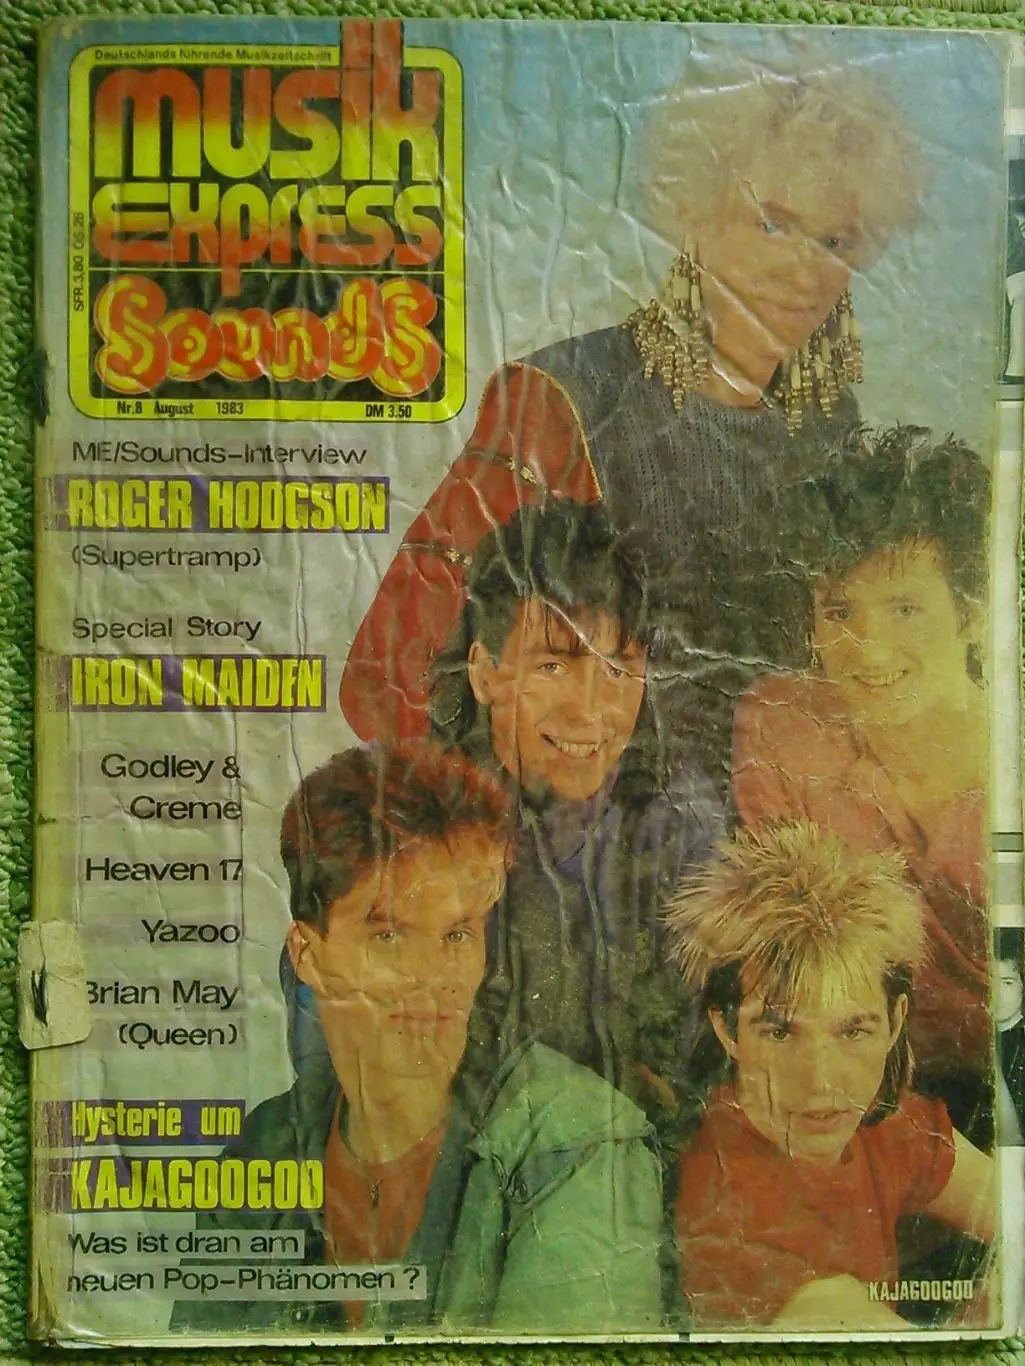 Deutschlands führende Musikzeitschrift
musik
EXPRESS
SOUNDS
SFR.3.80 ÖS.28
Nr.8 August 1983 DM 3.50
ME/Sounds-Interview
ROGER HODGSON
(Supertramp)
Special Story
IRON MAIDEN
Godley &
Creme
Heaven 17
Yazoo
Brian May
(Queen)
Hysterie um
KAJAGOOGOO
Was ist dran am
neuen Pop-Phänomen ?
KAJAGOOGOO